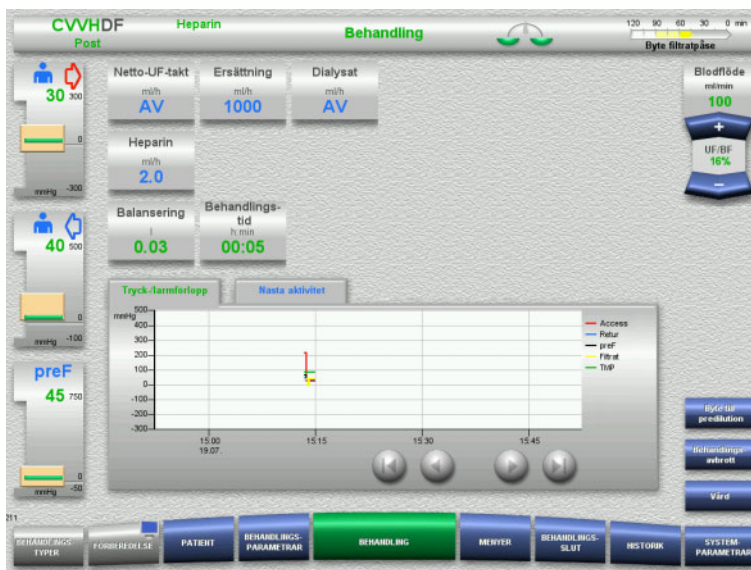 CVVHDF
Post
Heparin
Behandling
120 90 60 30 0 min
Byte filtratpåse
30 300
0
mmHg -300
40 500
0
mmHg -100
preF
45 750
0
mmHg -50
Netto-UF-takt
ml/h
AV
Ersättning
ml/h
1000
Dialysat
ml/h
AV
Heparin
ml/h
2.0
Balansering
l
0.03
Behandlings-
tid
h:min
00:05
Blodflöde
ml/min
100
+
UF/BF
16%
−
Tryck-/larmforlopp
Nasta aktivitet
mmHg
500
400
300
200
100
0
-100
-200
-300
15:00 15:15 15:30 15:45
19.07.
Access
Retur
preF
Filtrat
TMP
Byte till
predilution
Behandlings-
avbrott
Vård
211
BEHANDLINGS-
TYPER
FORBEREDELSE
PATIENT
BEHANDLINGS-
PARAMETRAR
BEHANDLING
MENYER
BEHANDLINGS-
SLUT
HISTORIK
SYSTEM-
PARAMETRAR